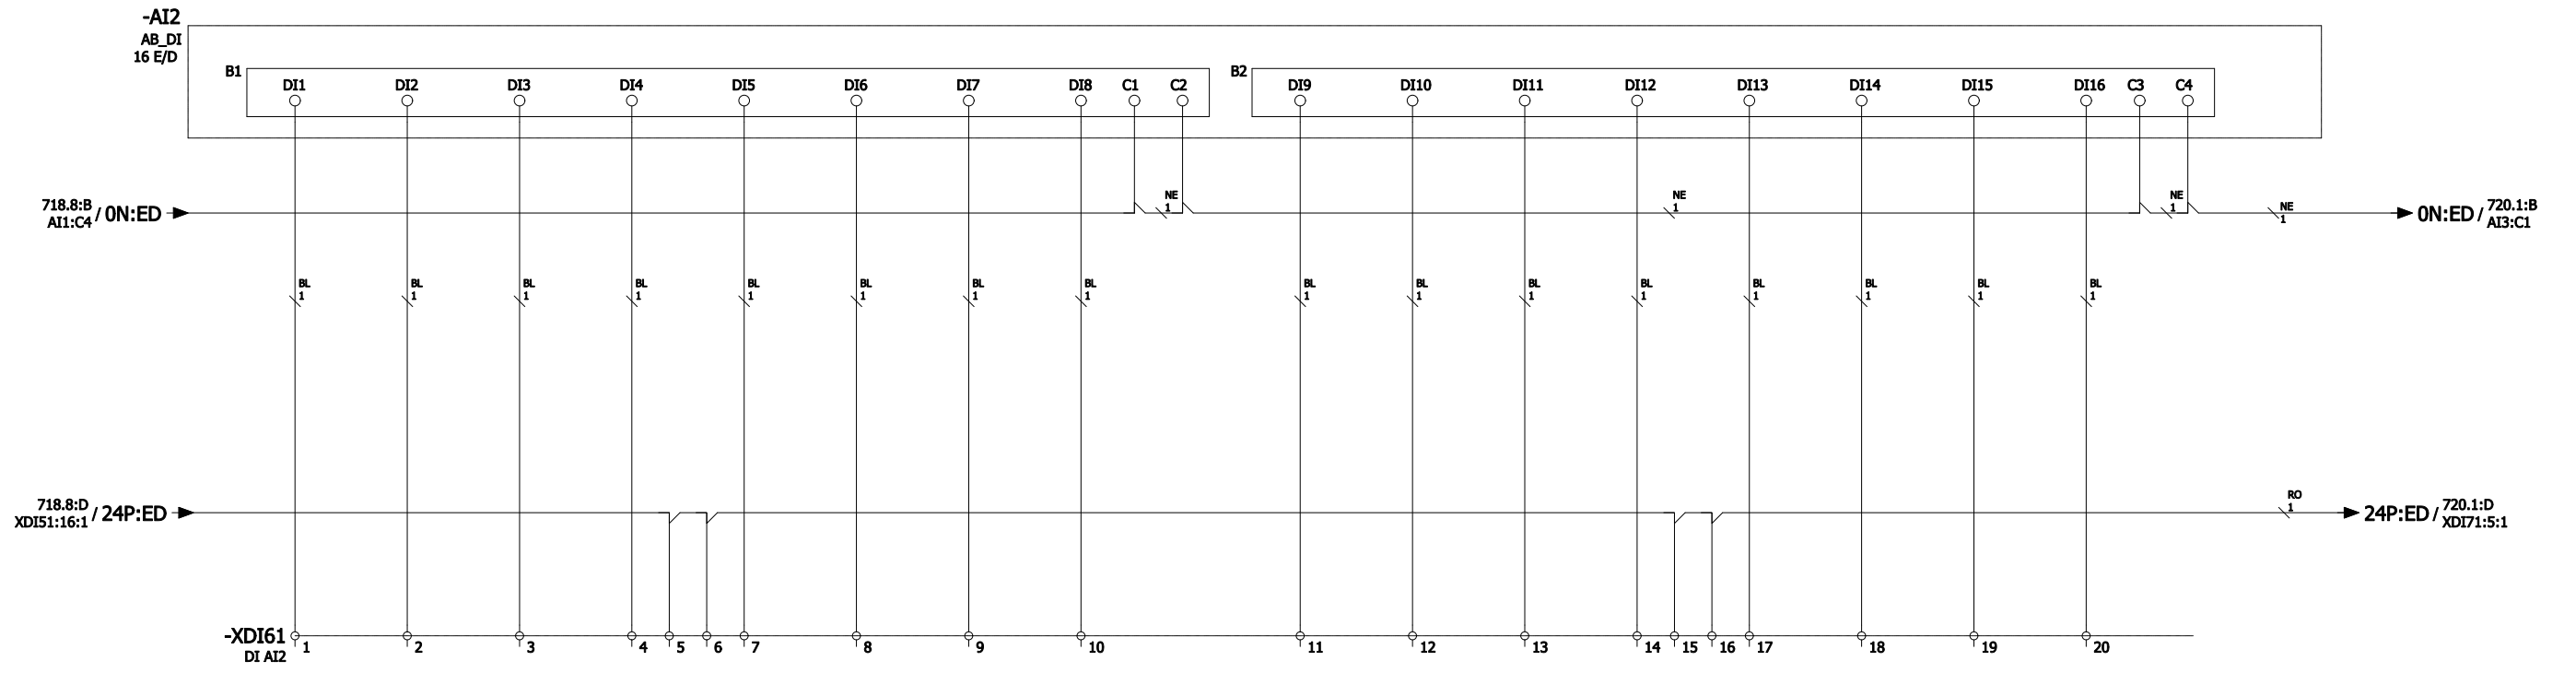 -AI2
AB_DI
16 E/D
B1
DI1 DI2 DI3 DI4 DI5 DI6 DI7 DI8 C1 C2
B2
DI9 DI10 DI11 DI12 DI13 DI14 DI15 DI16 C3 C4
718.8:B
AI1:C4
/ 0N:ED
NE
1
NE
1
NE
1
NE
1
0N:ED /
720.1:B
AI3:C1
BL BL BL BL BL BL BL BL BL BL BL BL BL BL BL BL
1 1 1 1 1 1 1 1 1 1 1 1 1 1 1 1
718.8:D
XDI51:16:1
/ 24P:ED
RO
1
24P:ED /
720.1:D
XDI71:5:1
-XDI61
DI AI2
1 2 3 4 5 6 7 8 9 10 11 12 13 14 15 16 17 18 19 20